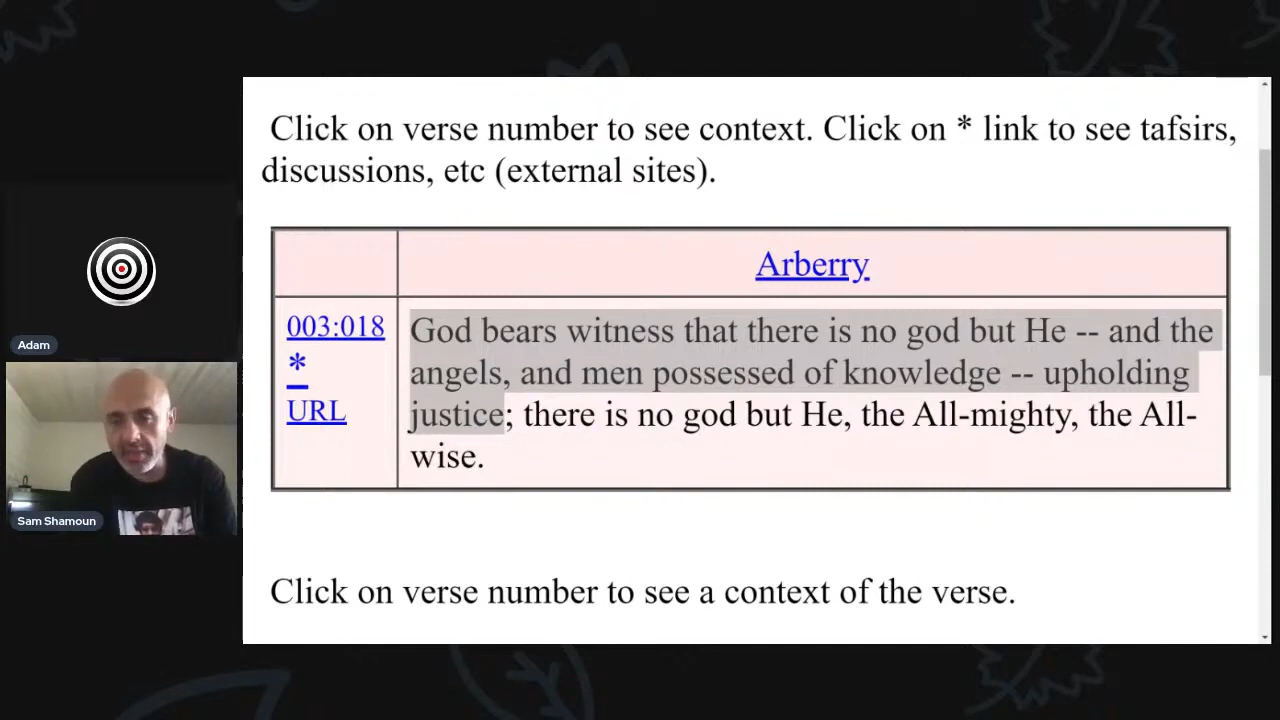 Click on verse number to see context. Click on * link to see tafsirs,
discussions, etc (external sites).
Arberry
003:018
*
URL
God bears witness that there is no god but He -- and the
angels, and men possessed of knowledge -- upholding
justice; there is no god but He, the All-mighty, the All-
wise.
Click on verse number to see a context of the verse.
Adam
Sam Shamoun